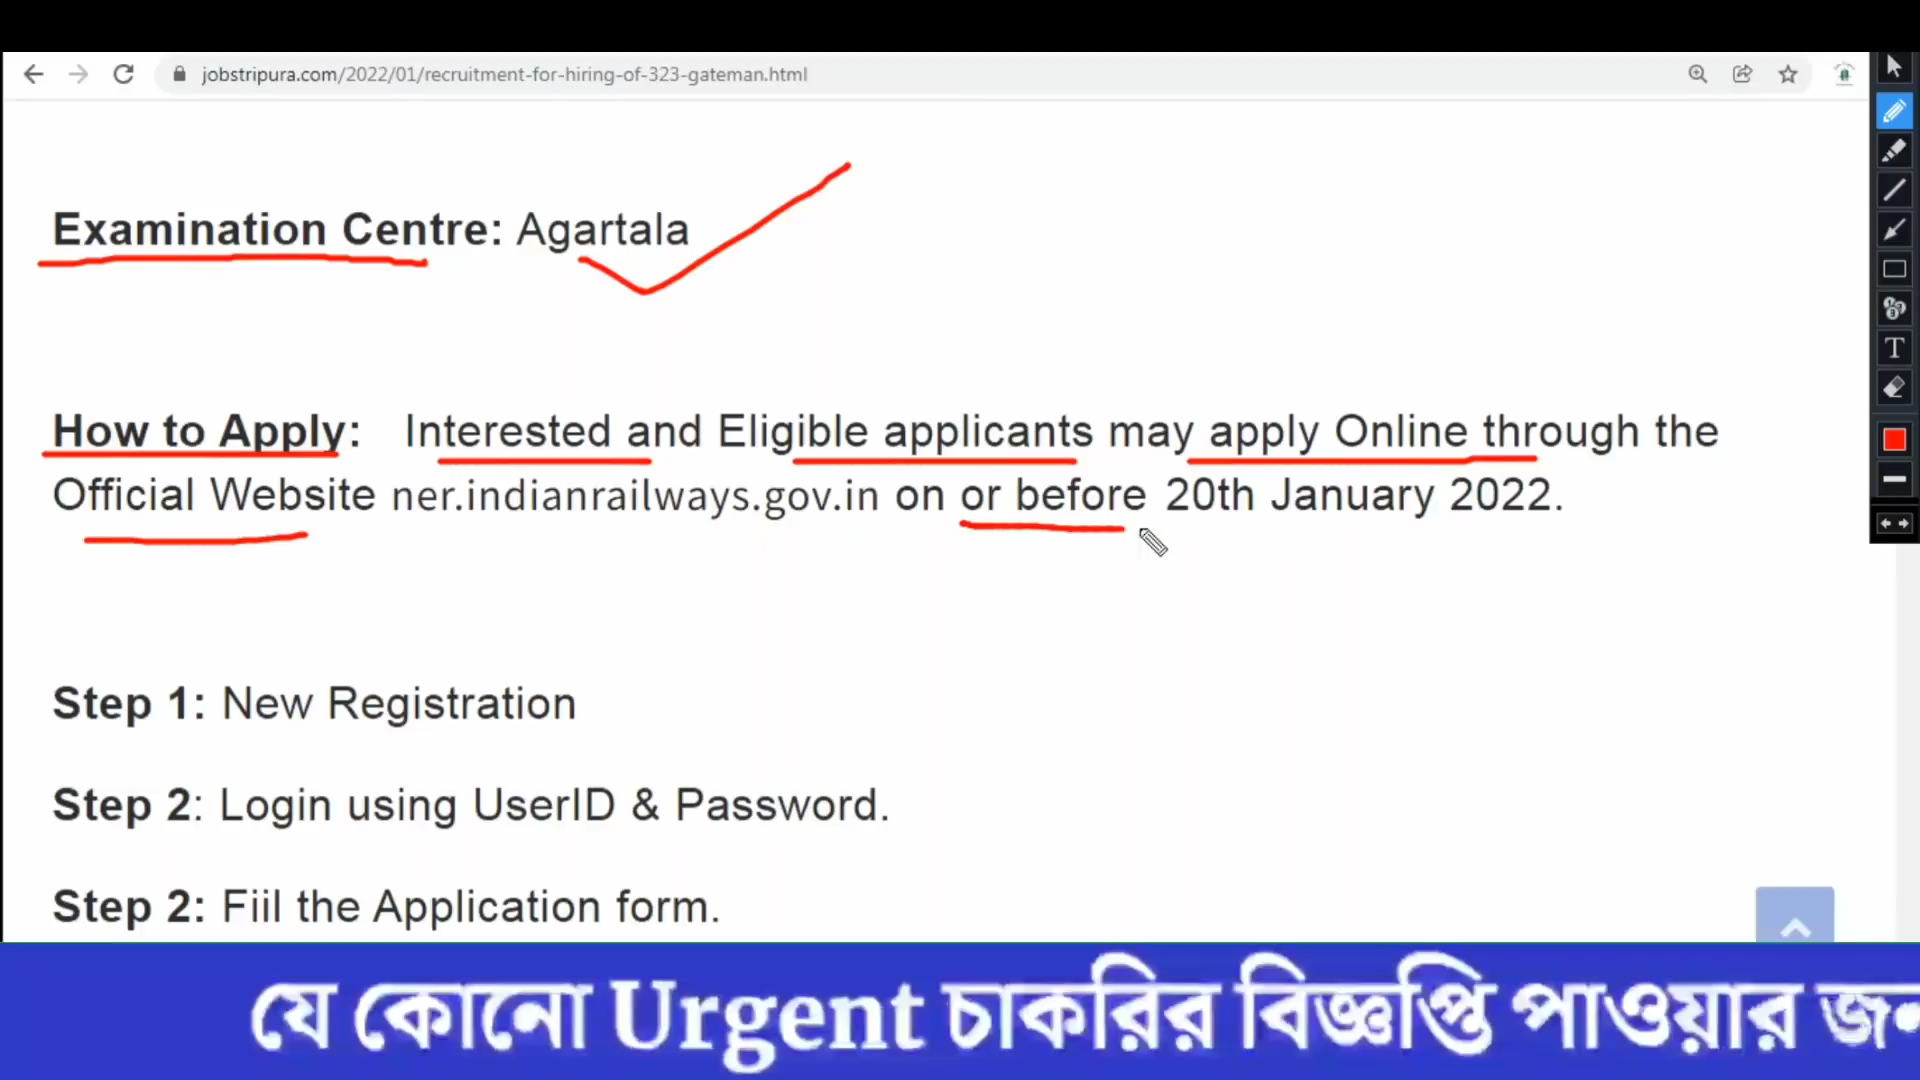 jobstripura.com/2022/01/recruitment-for-hiring-of-323-gateman.html
Examination Centre: Agartala
How to Apply: Interested and Eligible applicants may apply Online through the
Official Website ner.indianrailways.gov.in on or before 20th January 2022.
Step 1: New Registration
Step 2: Login using UserID & Password.
Step 2: Fiil the Application form.
T
যে কোনো Urgent চাকরির বিজ্ঞপ্তি পাওয়ার